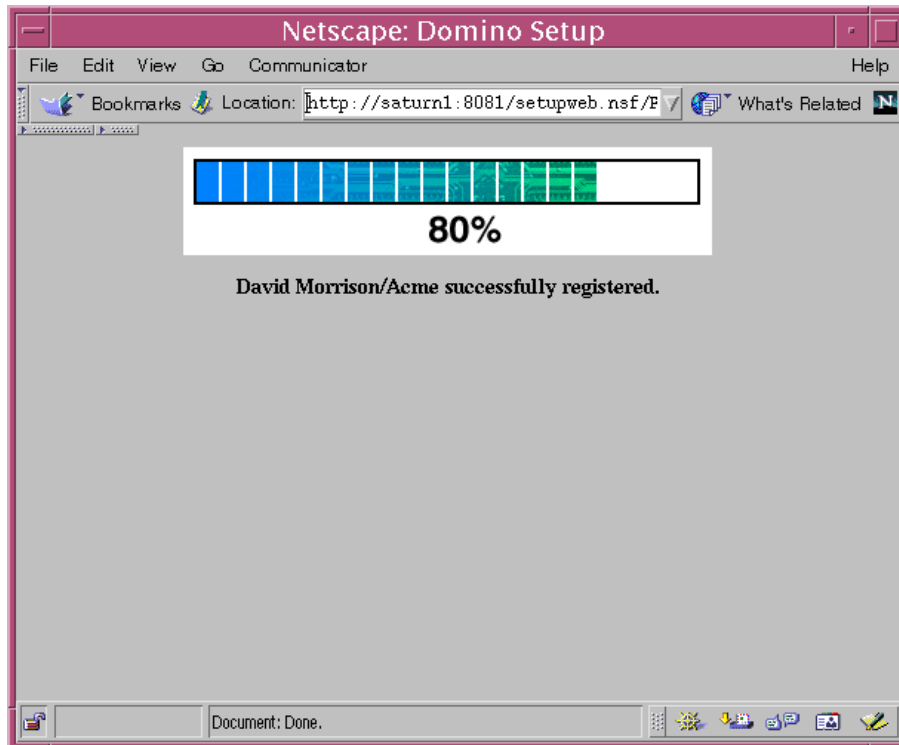 Netscape: Domino Setup
File Edit View Go Communicator Help
Bookmarks Location: http://saturn1:8081/setupweb.nsf/P What's Related N
80%
David Morrison/Acme successfully registered.
Document: Done.